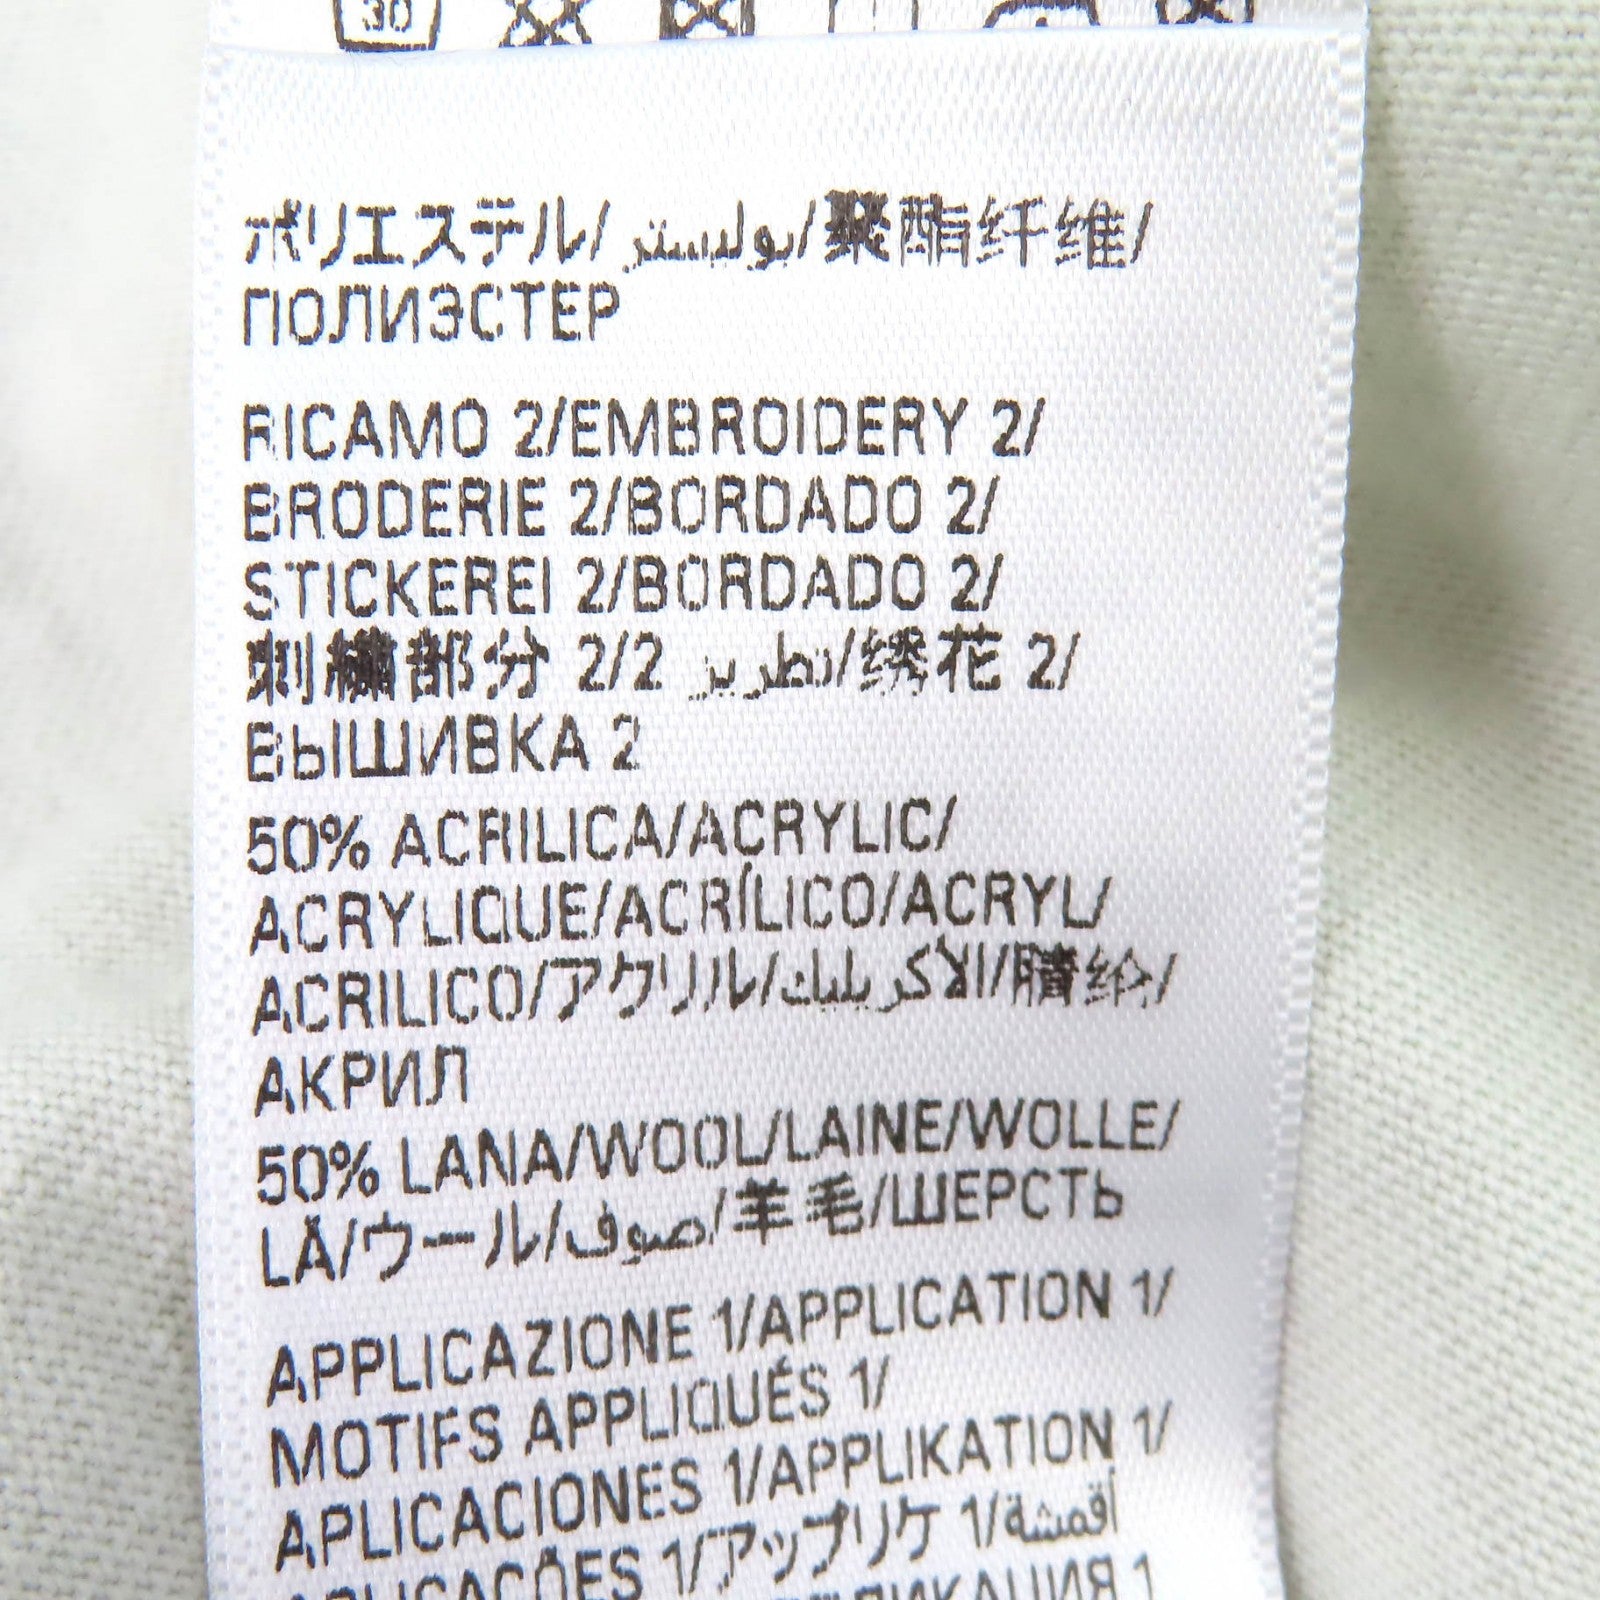 30
ポリエステル/ بوليستر/聚酯纤维/
ПОЛИЭСТЕР
RICAMO 2/EMBROIDERY 2/
BRODERIE 2/BORDADO 2/
STICKEREI 2/BORDADO 2/
刺繍部分 2/2 تطريز/绣花 2/
ВЫШИВКА 2
50% ACRILICA/ACRYLIC/
ACRYLIQUE/ACRÍLICO/ACRYL/
ACRILICO/アクリル/الأكريليك/腈纶/
АКРИЛ
50% LANA/WOOL/LAINE/WOLLE/
LÃ/ウール/صوف/羊毛/ШЕРСТЬ
APPLICAZIONE 1/APPLICATION 1/
MOTIFS APPLIQUÉS 1/
APLICACIONES 1/APPLIKATION 1/
APLICAÇÕES 1/アップリケ 1/أقمشة